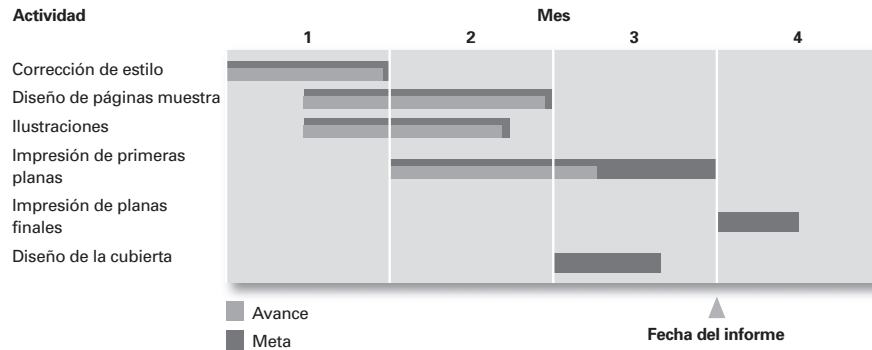 Actividad
Mes
1 2 3 4
Corrección de estilo
Diseño de páginas muestra
Ilustraciones
Impresión de primeras
planas
Impresión de planas
finales
Diseño de la cubierta
Avance
Meta
Fecha del informe